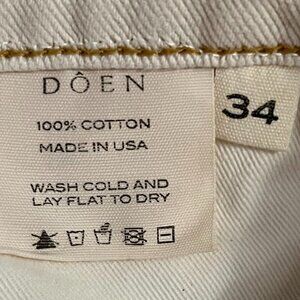 DÔEN
34
100% COTTON
MADE IN USA
WASH COLD AND
LAY FLAT TO DRY